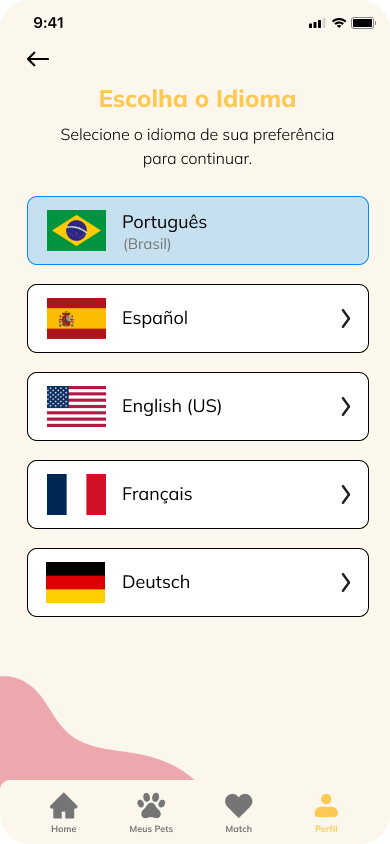 9:41
Escolha o Idioma
Selecione o idioma de sua preferência
para continuar.
Português
(Brasil)
Español
English (US)
Français
Deutsch
Home
Meus Pets
Match
Perfil